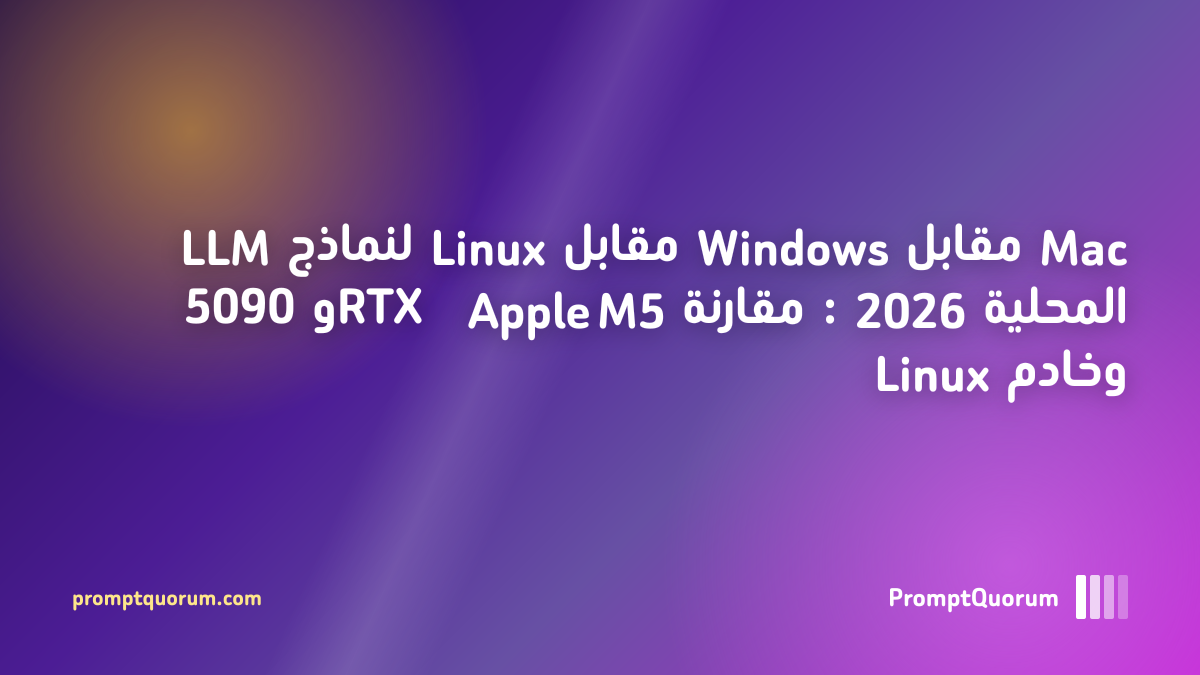 Mac مقابل Windows مقابل Linux لنماذج LLM
المحلية 2026 : مقارنة Apple M5 وRTX 5090
وخادم Linux
promptquorum.com
PromptQuorum